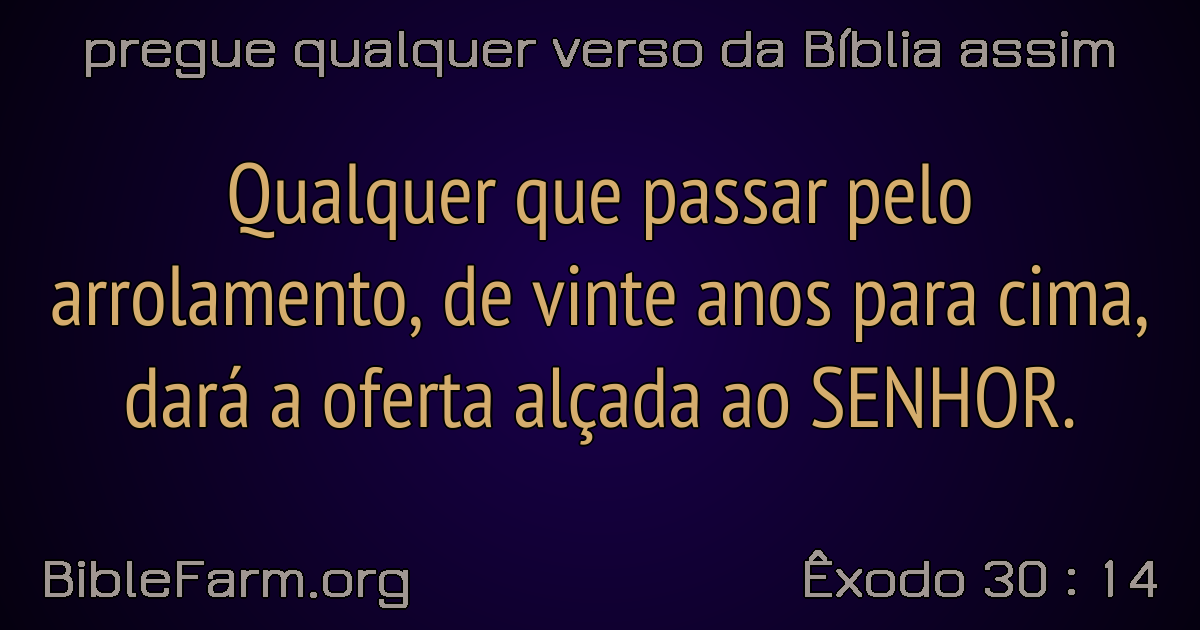 pregue qualquer verso da Bíblia assim
Qualquer que passar pelo
arrolamento, de vinte anos para cima,
dará a oferta alçada ao SENHOR.
BibleFarm.org
Êxodo 30 : 14